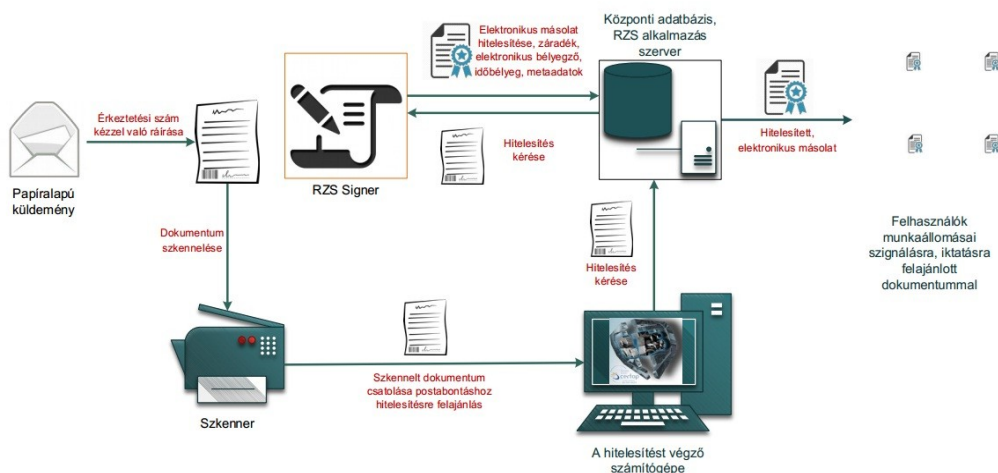 Elektronikus másolat
hitelesítése, záradék,
elektronikus bélyegző,
időbélyeg, metaadatok
Központi adatbázis,
RZS alkalmazás
szerver
Érkeztetési szám
kézzel való ráírása
Hitelesítés
kérése
Hitelesített,
elektronikus másolat
Papíralapú
küldemény
RZS Signer
Dokumentum
szkennelése
Hitelesítés
kérése
Felhasználók
munkaállomásai
szignálásra, iktatásra
felajánlott
dokumentummal
Szkennelt dokumentum
csatolása postabontáshoz
hitelesítésre felajánlás
Szkenner
A hitelesítést végző
számítógépe